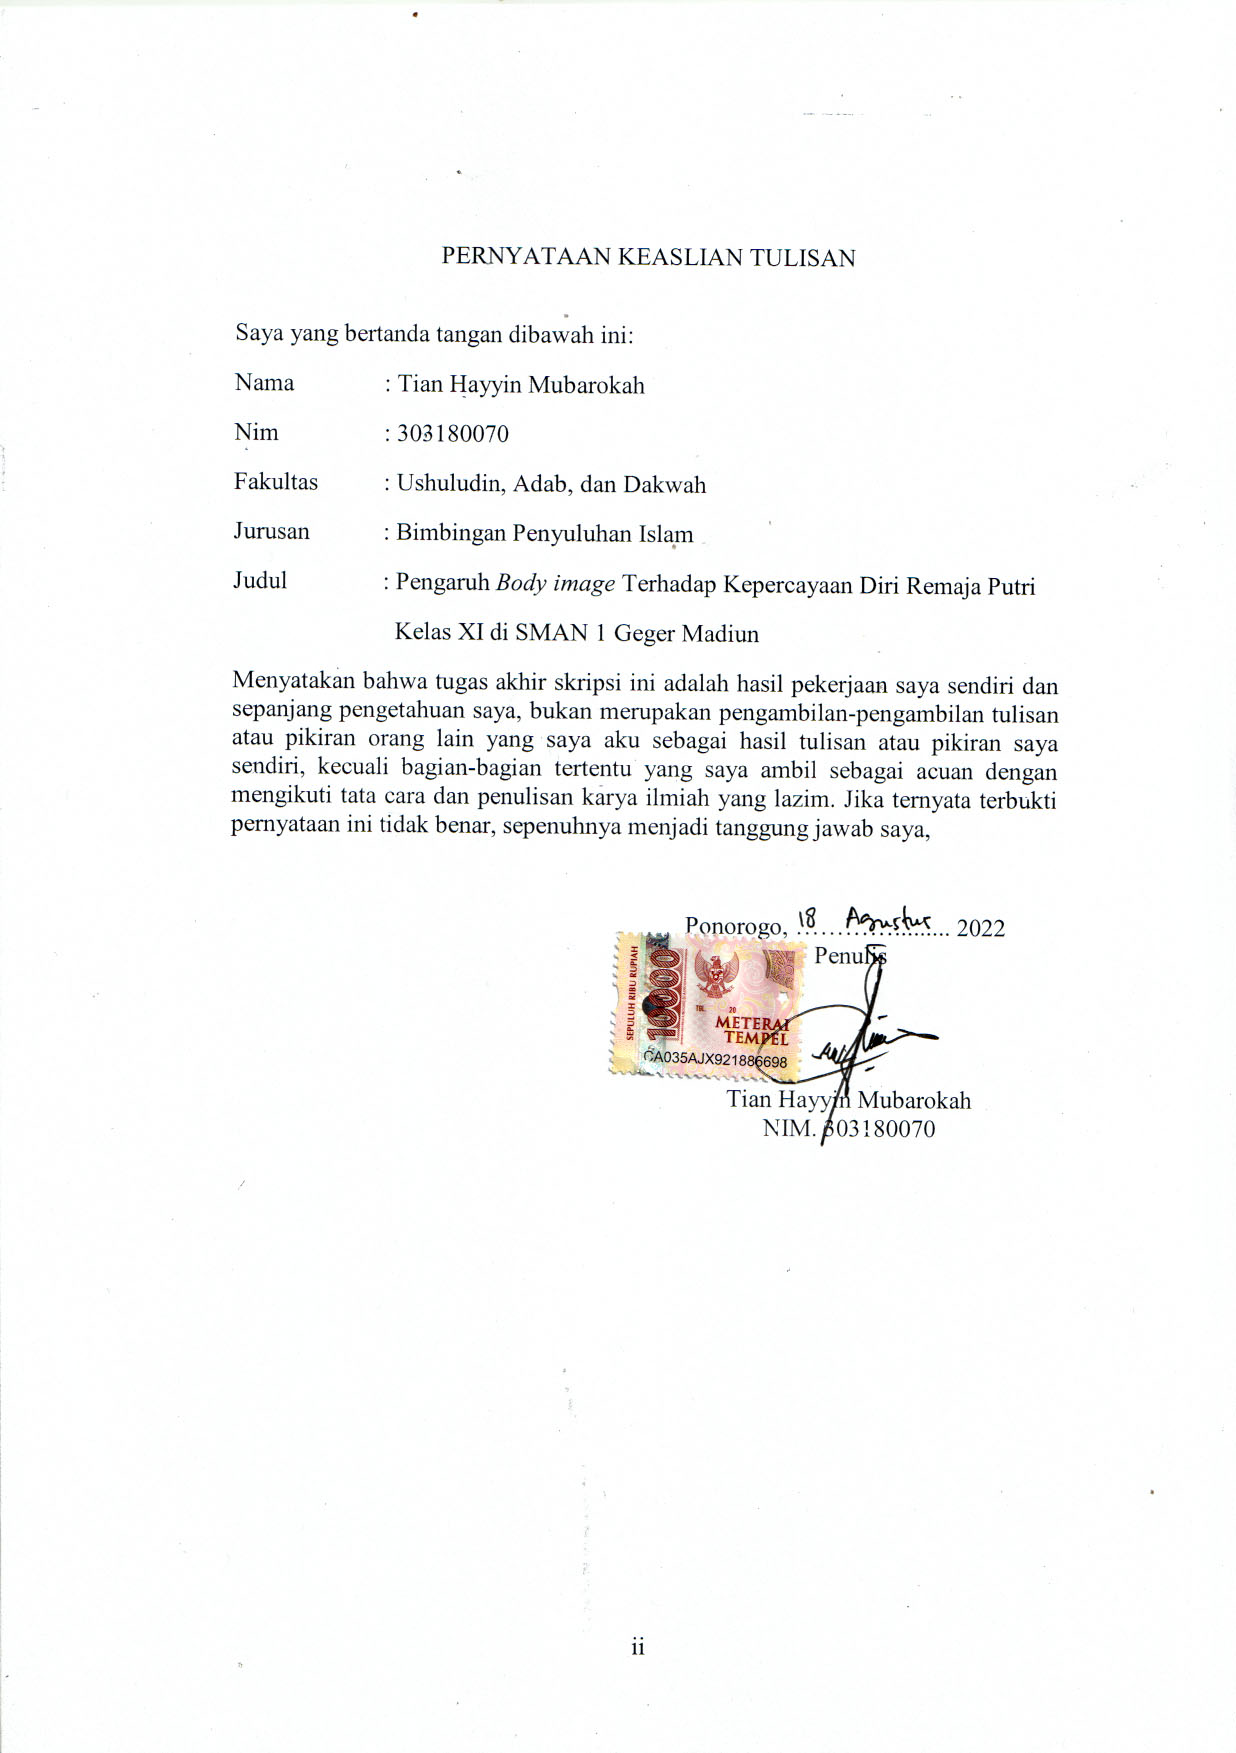 PERNYATAAN KEASLIAN TULISAN
Saya yang bertanda tangan dibawah ini:
Nama : Tian Hayyin Mubarokah
Nim : 303180070
Fakultas : Ushuludin, Adab, dan Dakwah
Jurusan : Bimbingan Penyuluhan Islam
Judul : Pengaruh Body image Terhadap Kepercayaan Diri Remaja Putri
Kelas XI di SMAN 1 Geger Madiun
Menyatakan bahwa tugas akhir skripsi ini adalah hasil pekerjaan saya sendiri dan
sepanjang pengetahuan saya, bukan merupakan pengambilan-pengambilan tulisan
atau pikiran orang lain yang saya aku sebagai hasil tulisan atau pikiran saya
sendiri, kecuali bagian-bagian tertentu yang saya ambil sebagai acuan dengan
mengikuti tata cara dan penulisan karya ilmiah yang lazim. Jika ternyata terbukti
pernyataan ini tidak benar, sepenuhnya menjadi tanggung jawab saya,
Ponorogo, 18 Agustus 2022
Penulis
SEPULUH RIBU RUPIAH
10000
TGL. 20
METERAI
TEMPEL
CA035AJX921886698
Tian Hayyin Mubarokah
NIM. 303180070
ii